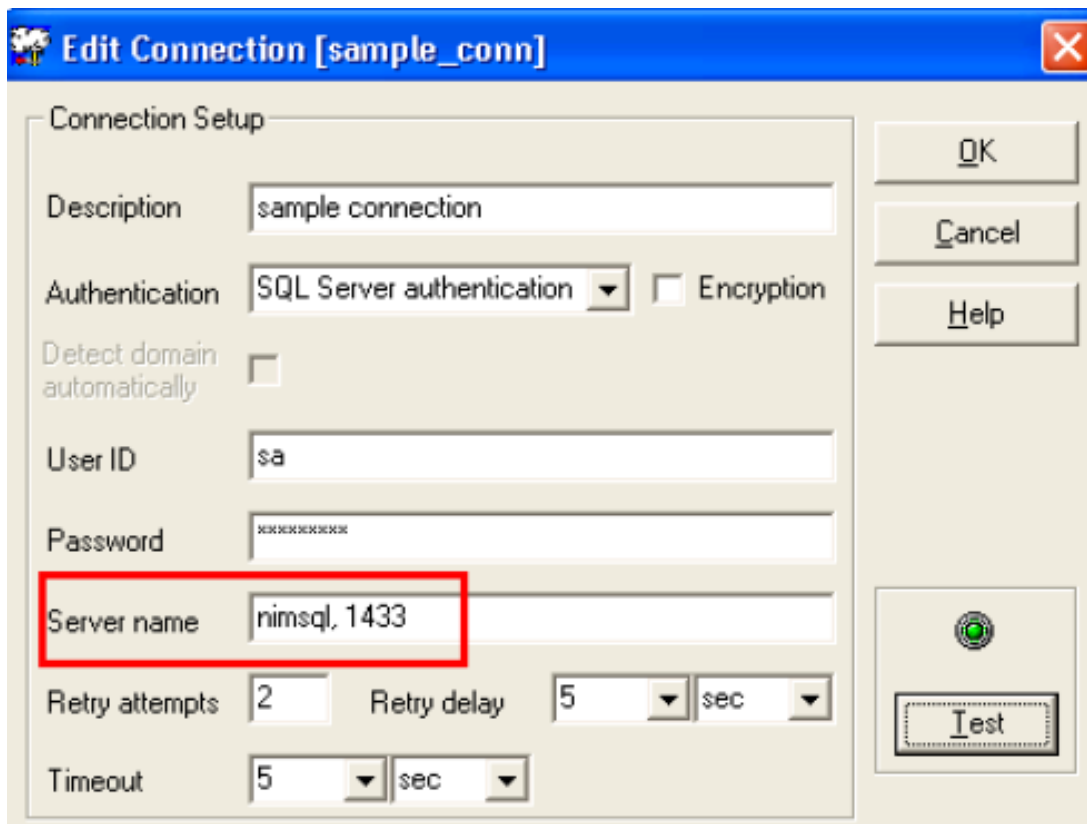 Edit Connection [sample_conn]
Connection Setup
OK
Description sample connection
Cancel
Authentication SQL Server authentication Encryption
Help
Detect domain
automatically
User ID sa
Password *********
Server name nimsql, 1433
Retry attempts 2 Retry delay 5 sec
Test
Timeout 5 sec